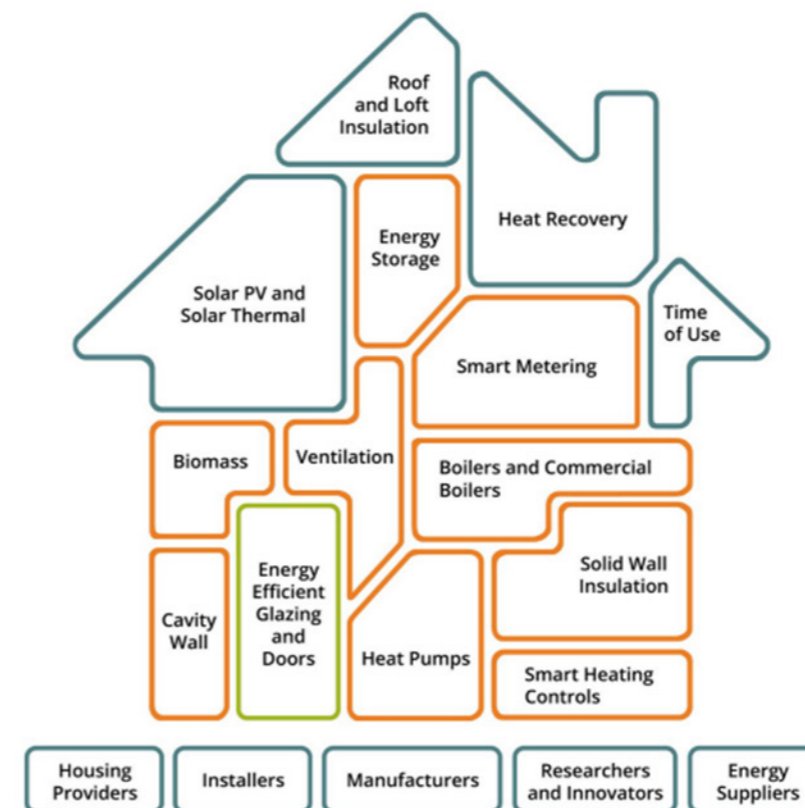 Roof
and Loft
Insulation
Heat Recovery
Energy
Storage
Solar PV and
Solar Thermal
Time
of Use
Smart Metering
Biomass
Ventilation
Boilers and Commercial
Boilers
Energy
Efficient
Glazing
and
Doors
Solid Wall
Insulation
Cavity
Wall
Heat Pumps
Smart Heating
Controls
Housing
Providers
Installers
Manufacturers
Researchers
and Innovators
Energy
Suppliers